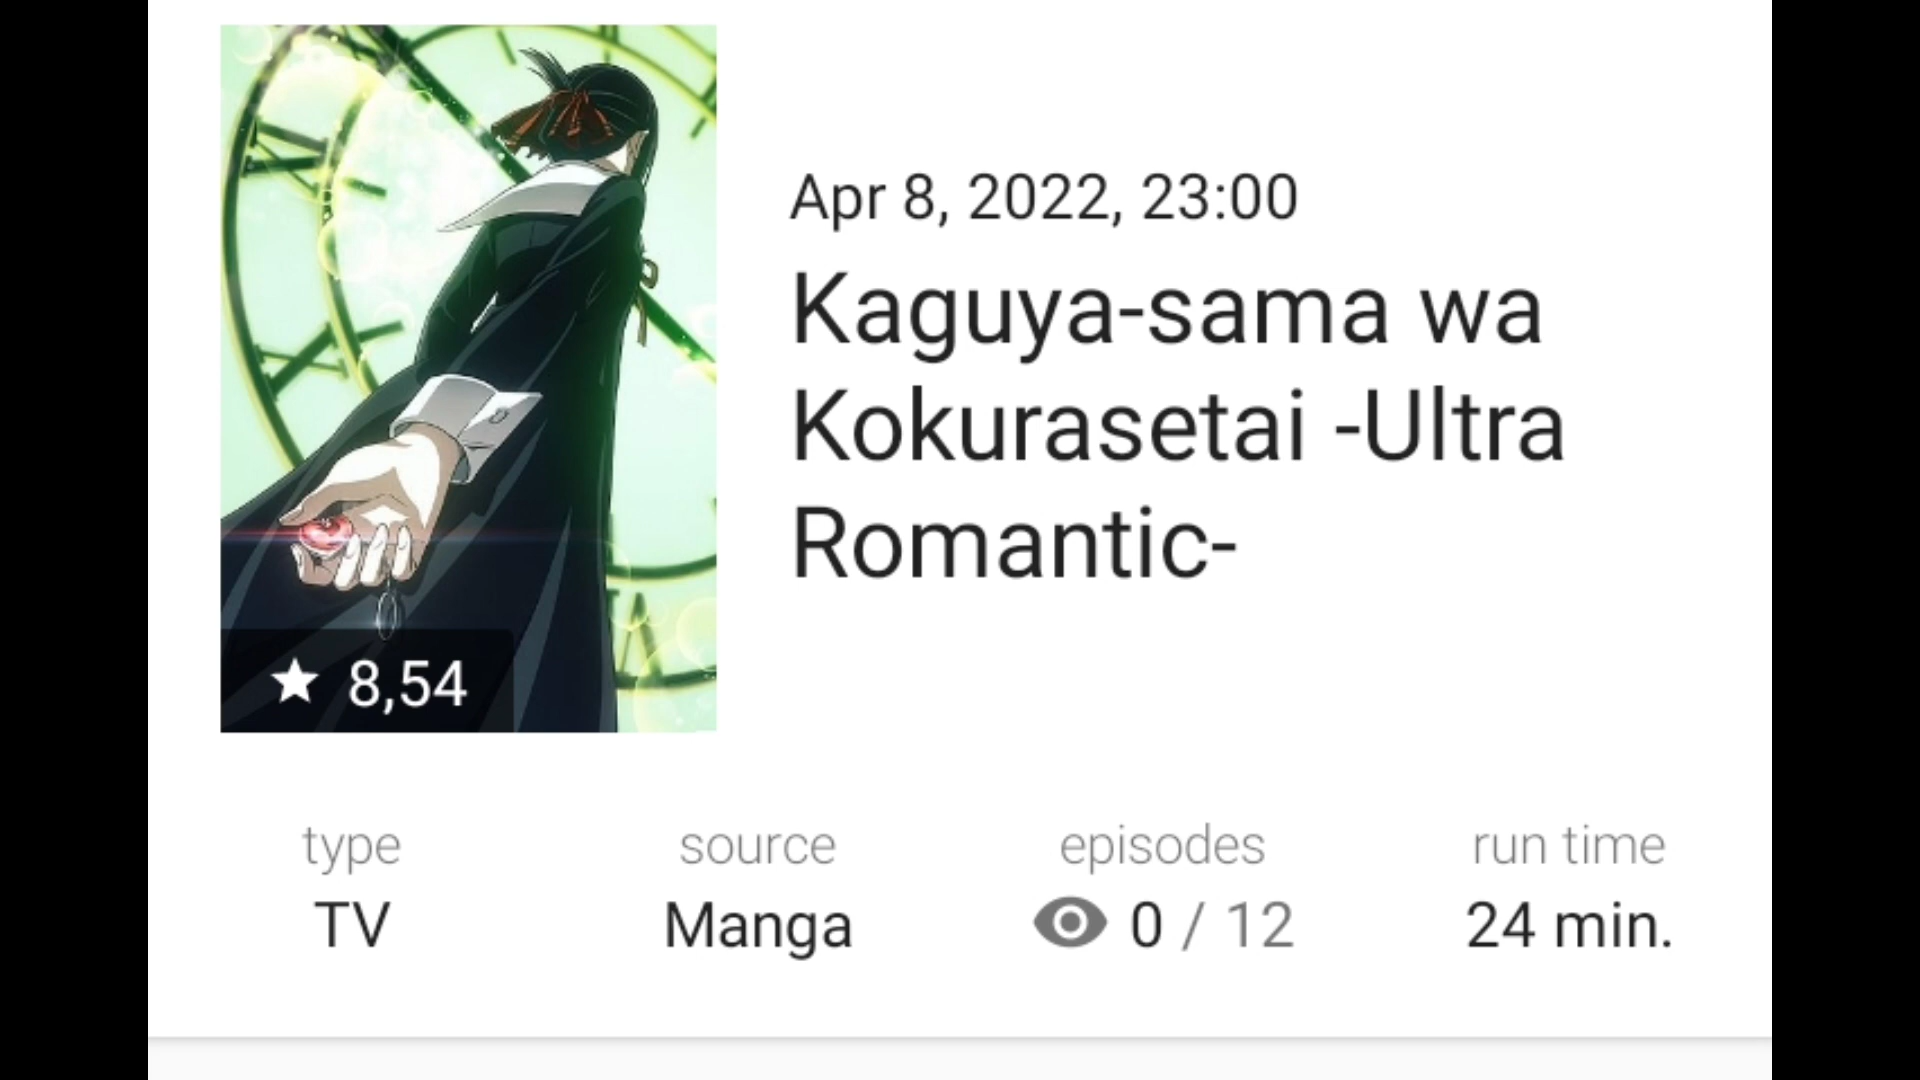 Apr 8, 2022, 23:00
Kaguya-sama wa
Kokurasetai -Ultra
Romantic-
★ 8,54
type
source
episodes
run time
TV
Manga
0 / 12
24 min.